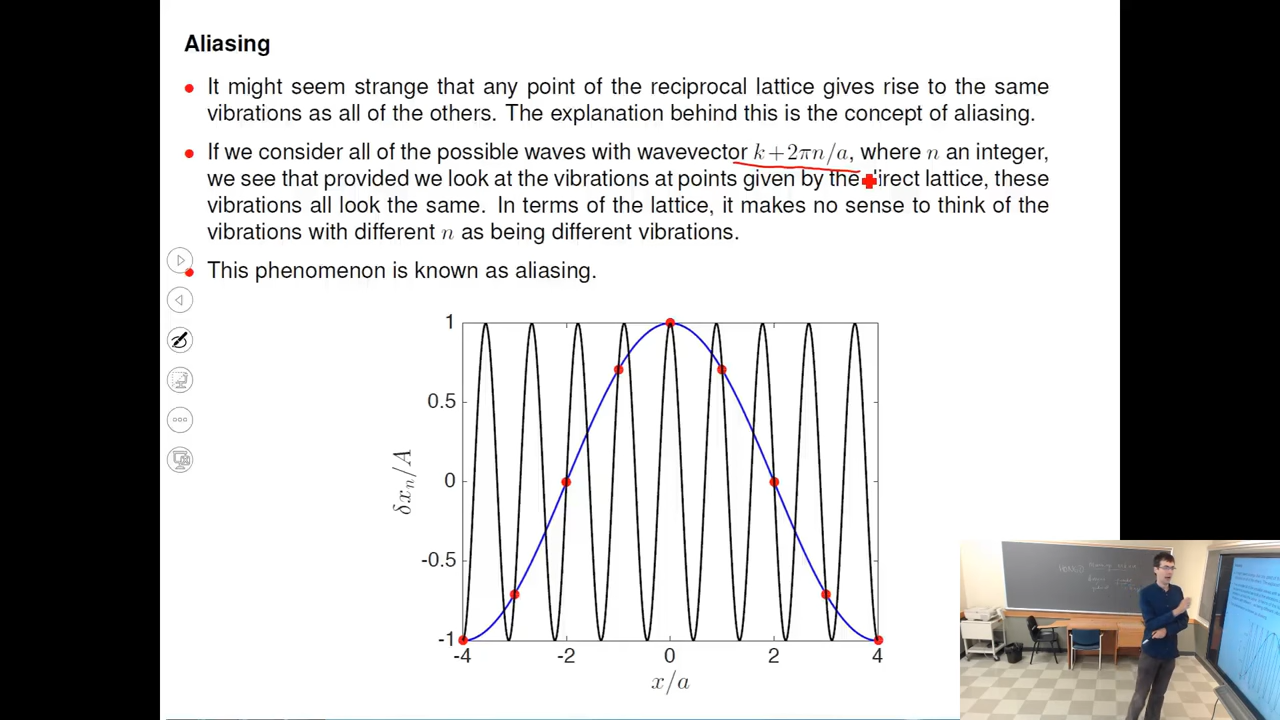 Aliasing
• It might seem strange that any point of the reciprocal lattice gives rise to the same
vibrations as all of the others. The explanation behind this is the concept of aliasing.
• If we consider all of the possible waves with wavevector k+2πn/a, where n an integer,
we see that provided we look at the vibrations at points given by the direct lattice, these
vibrations all look the same. In terms of the lattice, it makes no sense to think of the
vibrations with different n as being different vibrations.
• This phenomenon is known as aliasing.
1
0.5
0
-0.5
-1
δxₙ/A
-4 -2 0 2 4
x/a